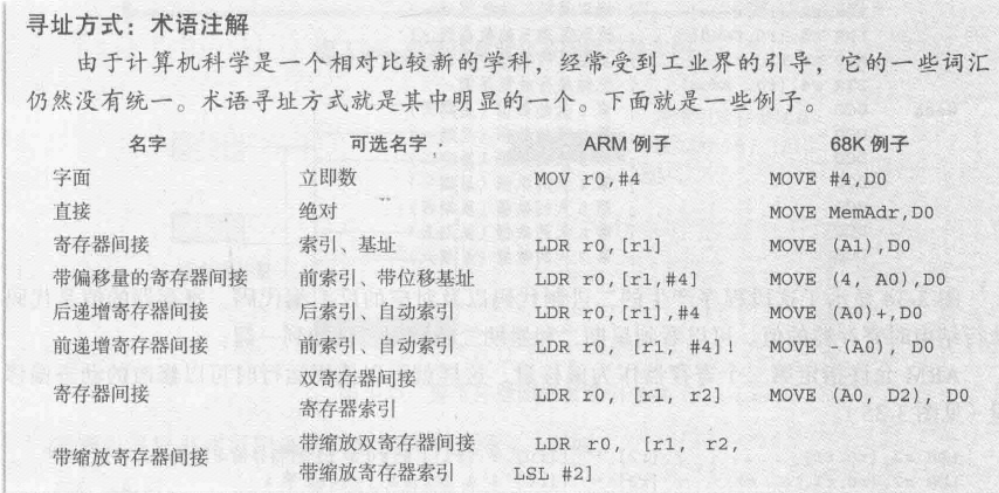 寻址方式：术语注解
由于计算机科学是一个相对比较新的学科，经常受到工业界的引导，它的一些词汇
仍然没有统一。术语寻址方式就是其中明显的一个。下面就是一些例子。
名字 可选名字 ARM 例子 68K 例子
字面 立即数 MOV r0,#4 MOVE #4,D0
直接 绝对 MOVE MemAdr,D0
寄存器间接 索引、基址 LDR r0,[r1] MOVE (A1),D0
带偏移量的寄存器间接 前索引、带位移基址 LDR r0,[r1,#4] MOVE (4, A0),D0
后递增寄存器间接 后索引、自动索引 LDR r0,[r1],#4 MOVE (A0)+,D0
前递增寄存器间接 前索引、自动索引 LDR r0, [r1, #4]! MOVE -(A0), D0
寄存器间接 双寄存器间接 LDR r0, [r1, r2] MOVE (A0, D2), D0
寄存器索引
带缩放寄存器间接 带缩放双寄存器间接 LDR r0, [r1, r2,
带缩放寄存器索引 LSL #2]